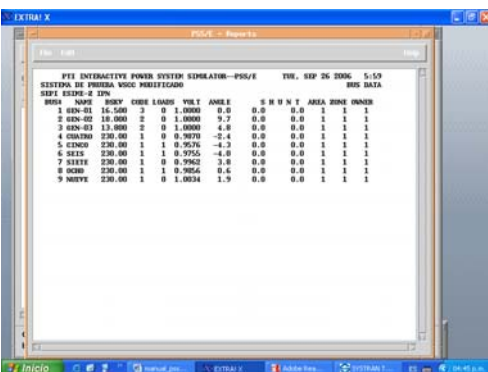 EXTRA! X
PSS/E - Reports
File Edit Help
PTI INTERACTIVE POWER SYSTEM SIMULATOR--PSS/E TUE, SEP 26 2006 5:59
SISTEMA DE PRUEBA WSCC MODIFICADO BUS DATA
SEPI ESIME-Z IPN
BUS# NAME BSKV CODE LOADS VOLT ANGLE S H U N T AREA ZONE OWNER
1 GEN-01 16.500 3 0 1.0000 0.0 0.0 0.0 1 1 1
2 GEN-02 18.000 2 0 1.0000 9.7 0.0 0.0 1 1 1
3 GEN-03 13.800 2 0 1.0000 4.8 0.0 0.0 1 1 1
4 CUATRO 230.00 1 0 0.9870 -2.4 0.0 0.0 1 1 1
5 CINCO 230.00 1 1 0.9576 -4.3 0.0 0.0 1 1 1
6 SEIS 230.00 1 1 0.9755 -4.0 0.0 0.0 1 1 1
7 SIETE 230.00 1 0 0.9962 3.8 0.0 0.0 1 1 1
8 OCHO 230.00 1 1 0.9856 0.6 0.0 0.0 1 1 1
9 NUEVE 230.00 1 0 1.0034 1.9 0.0 0.0 1 1 1
Inicio manual_pss... EXTRA! X Adobe Rea... SYSTRAN T... ES 04:45 p.m.